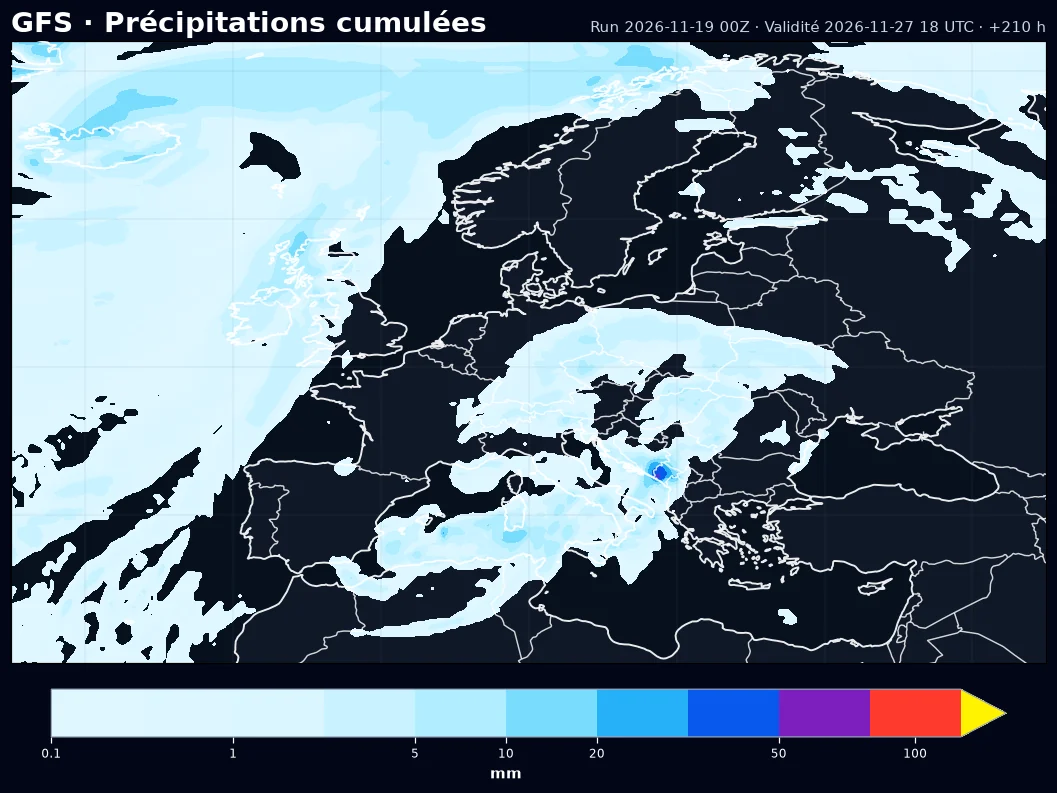 GFS · Précipitations cumulées
Run 2026-11-19 00Z · Validité 2026-11-27 18 UTC · +210 h
0.1 1 5 10 20 50 100
mm